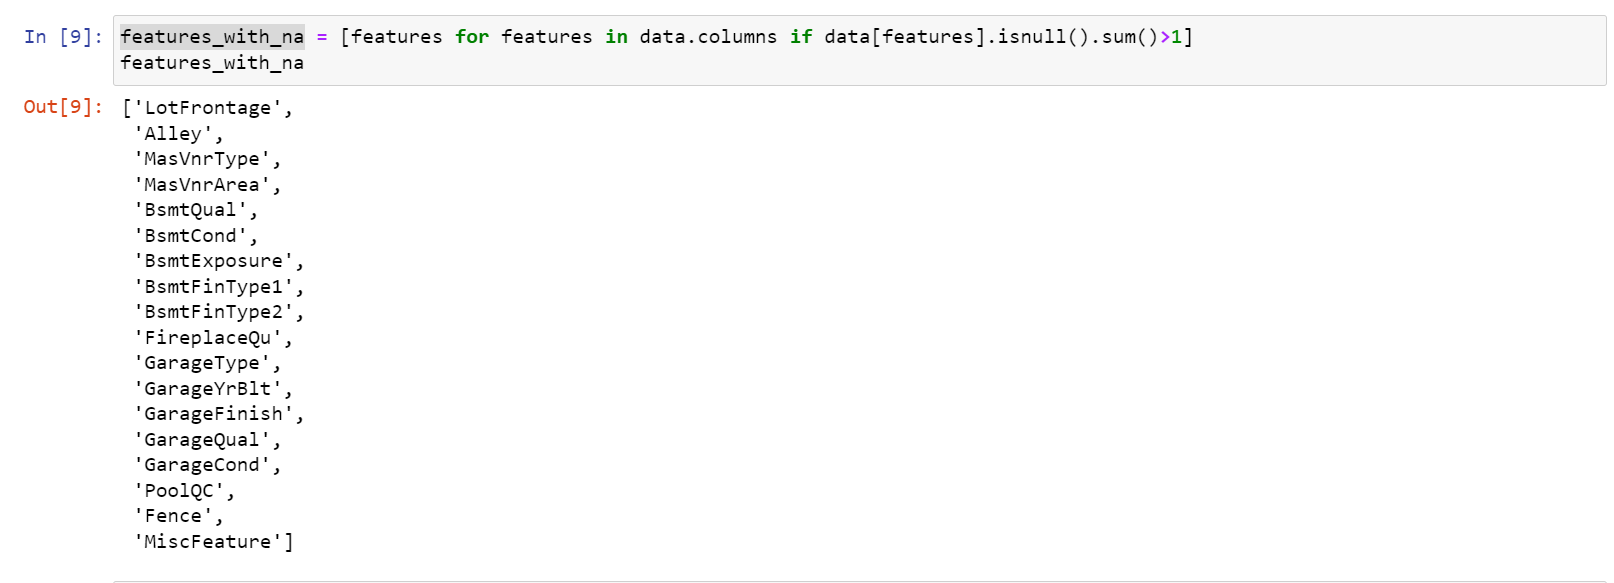 In [9]: features_with_na = [features for features in data.columns if data[features].isnull().sum()>1]
features_with_na
Out[9]: ['LotFrontage',
'Alley',
'MasVnrType',
'MasVnrArea',
'BsmtQual',
'BsmtCond',
'BsmtExposure',
'BsmtFinType1',
'BsmtFinType2',
'FireplaceQu',
'GarageType',
'GarageYrBlt',
'GarageFinish',
'GarageQual',
'GarageCond',
'PoolQC',
'Fence',
'MiscFeature']